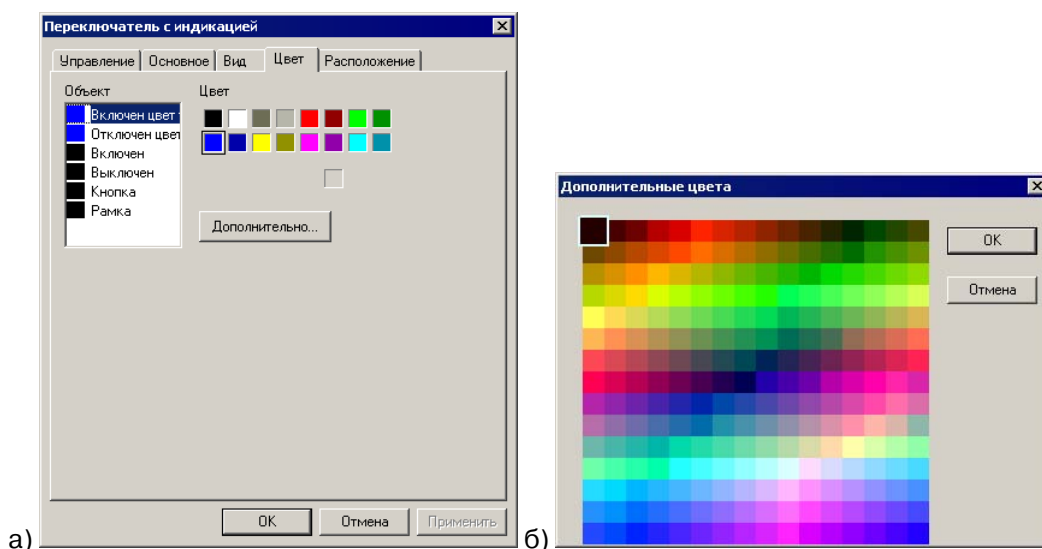 Переключатель с индикацией
Управление Основное Вид Цвет Расположение
Объект Цвет
Включен цвет
Отключен цвет
Включен
Выключен
Кнопка
Рамка
Дополнительно...
OK Отмена Применить
а)
Дополнительные цвета
OK
Отмена
б)